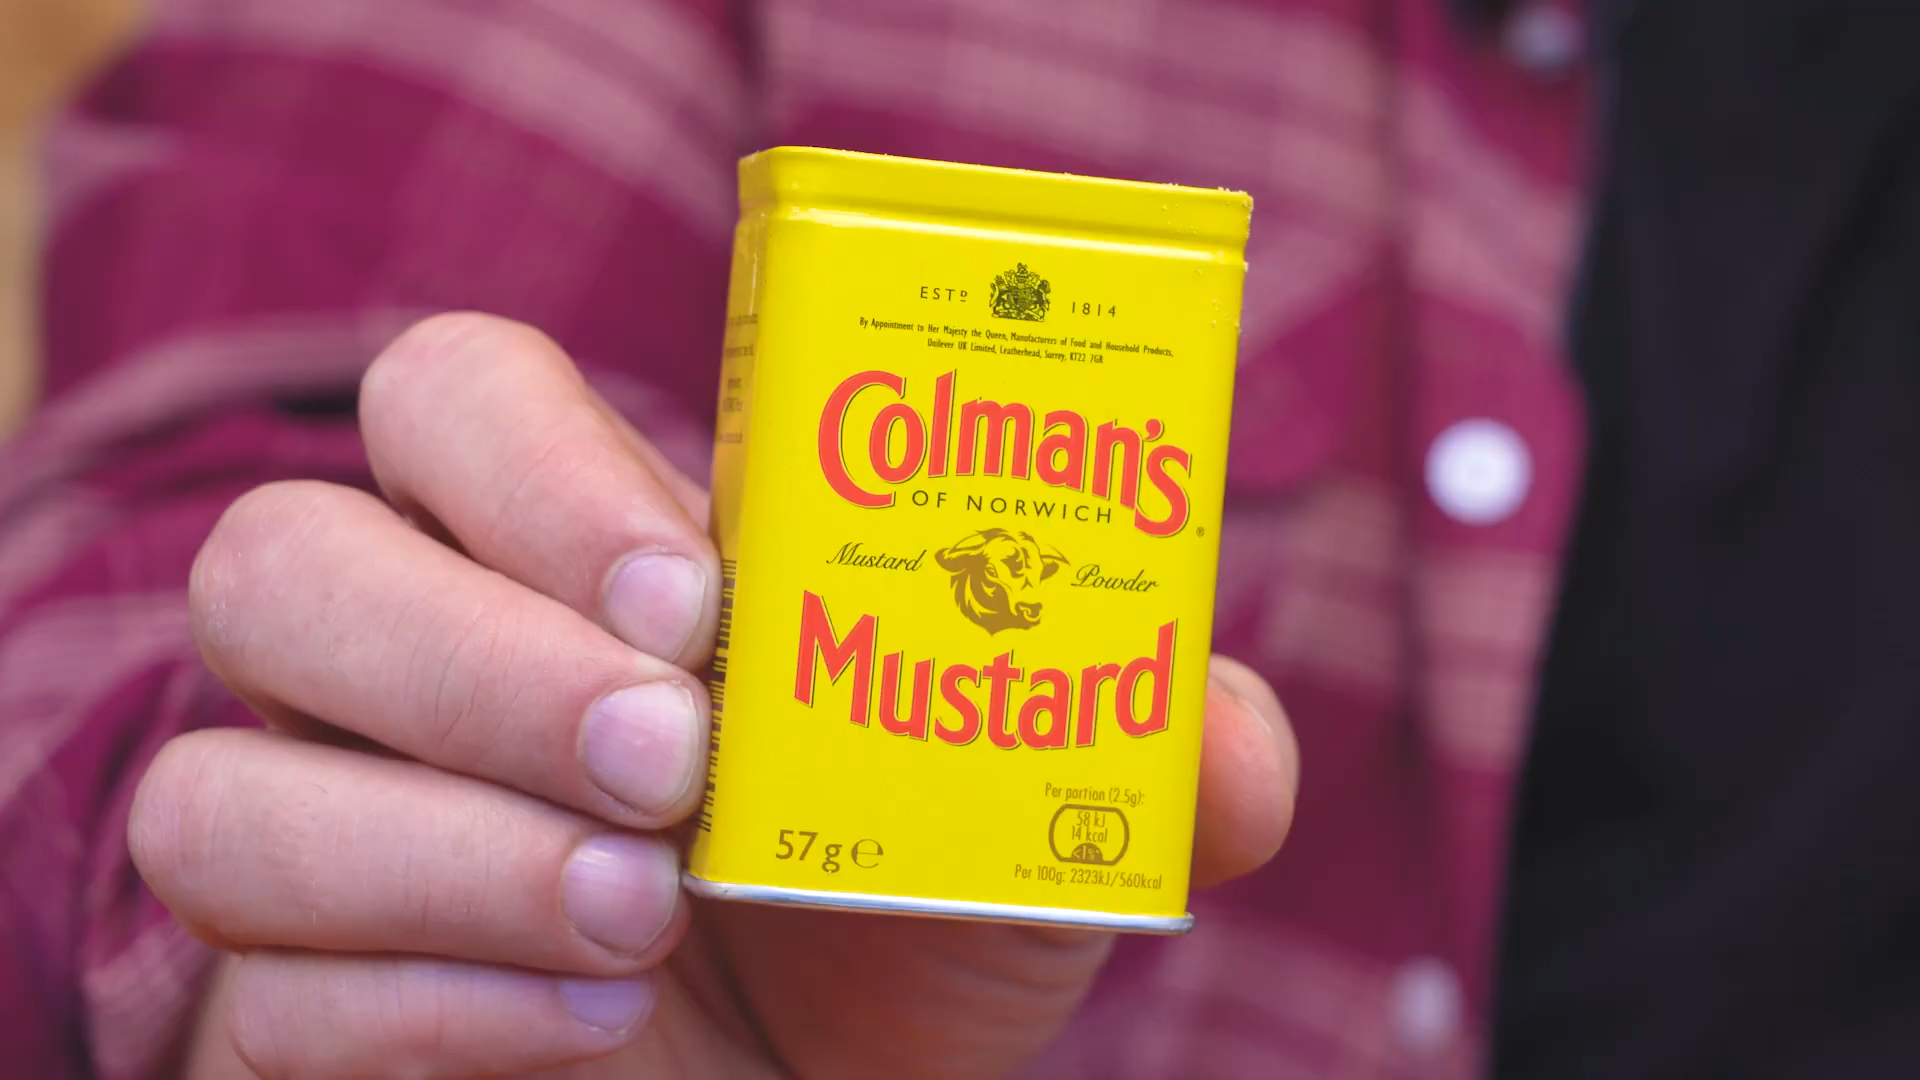 ESTD 1814
By Appointment to Her Majesty the Queen, Manufacturers of Food and Household Products,
Unilever UK Limited, Leatherhead, Surrey, KT22 7GR
Colman's
OF NORWICH
®
Mustard Powder
Mustard
Per portion (2.5g):
58 kJ
14 kcal
<1%*
57 g ℮
Per 100g: 2323kJ/560kcal